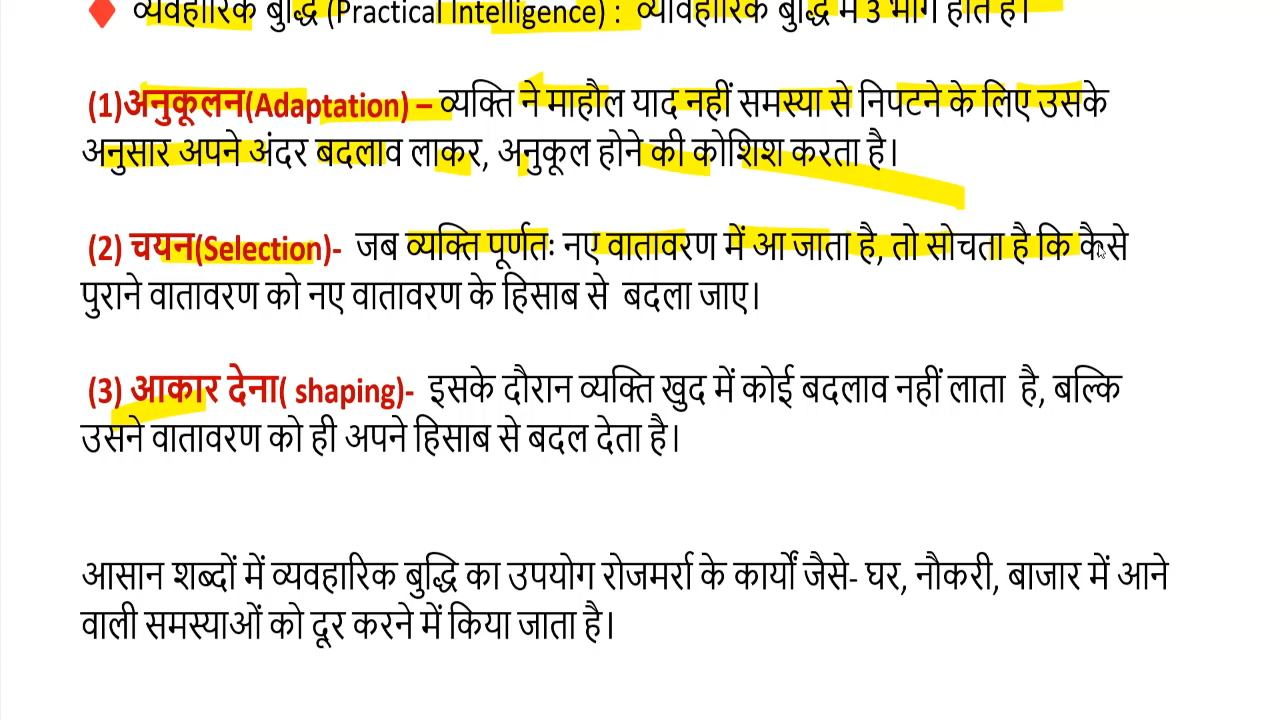 व्यवहारिक बुद्धि (Practical Intelligence) : व्यावहारिक बुद्धि में 3 भाग होते हैं।
(1)अनुकूलन(Adaptation) – व्यक्ति ने माहौल याद नहीं समस्या से निपटने के लिए उसके
अनुसार अपने अंदर बदलाव लाकर, अनुकूल होने की कोशिश करता है।
(2) चयन(Selection)- जब व्यक्ति पूर्णतः नए वातावरण में आ जाता है, तो सोचता है कि कैसे
पुराने वातावरण को नए वातावरण के हिसाब से बदला जाए।
(3) आकार देना( shaping)- इसके दौरान व्यक्ति खुद में कोई बदलाव नहीं लाता है, बल्कि
उसने वातावरण को ही अपने हिसाब से बदल देता है।
आसान शब्दों में व्यवहारिक बुद्धि का उपयोग रोजमर्रा के कार्यों जैसे- घर, नौकरी, बाजार में आने
वाली समस्याओं को दूर करने में किया जाता है।